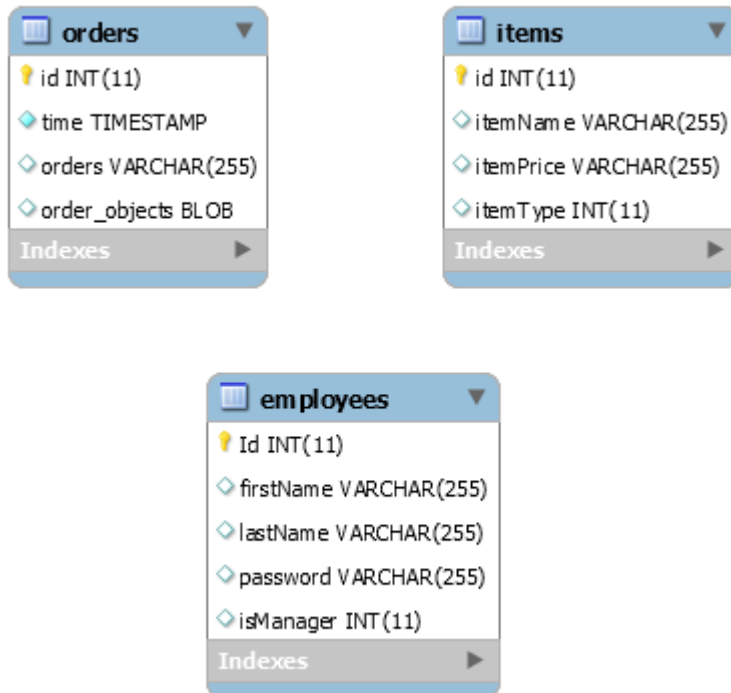 orders
id INT(11)
time TIMESTAMP
orders VARCHAR(255)
order_objects BLOB
Indexes
items
id INT(11)
itemName VARCHAR(255)
itemPrice VARCHAR(255)
itemType INT(11)
Indexes
employees
Id INT(11)
firstName VARCHAR(255)
lastName VARCHAR(255)
password VARCHAR(255)
isManager INT(11)
Indexes